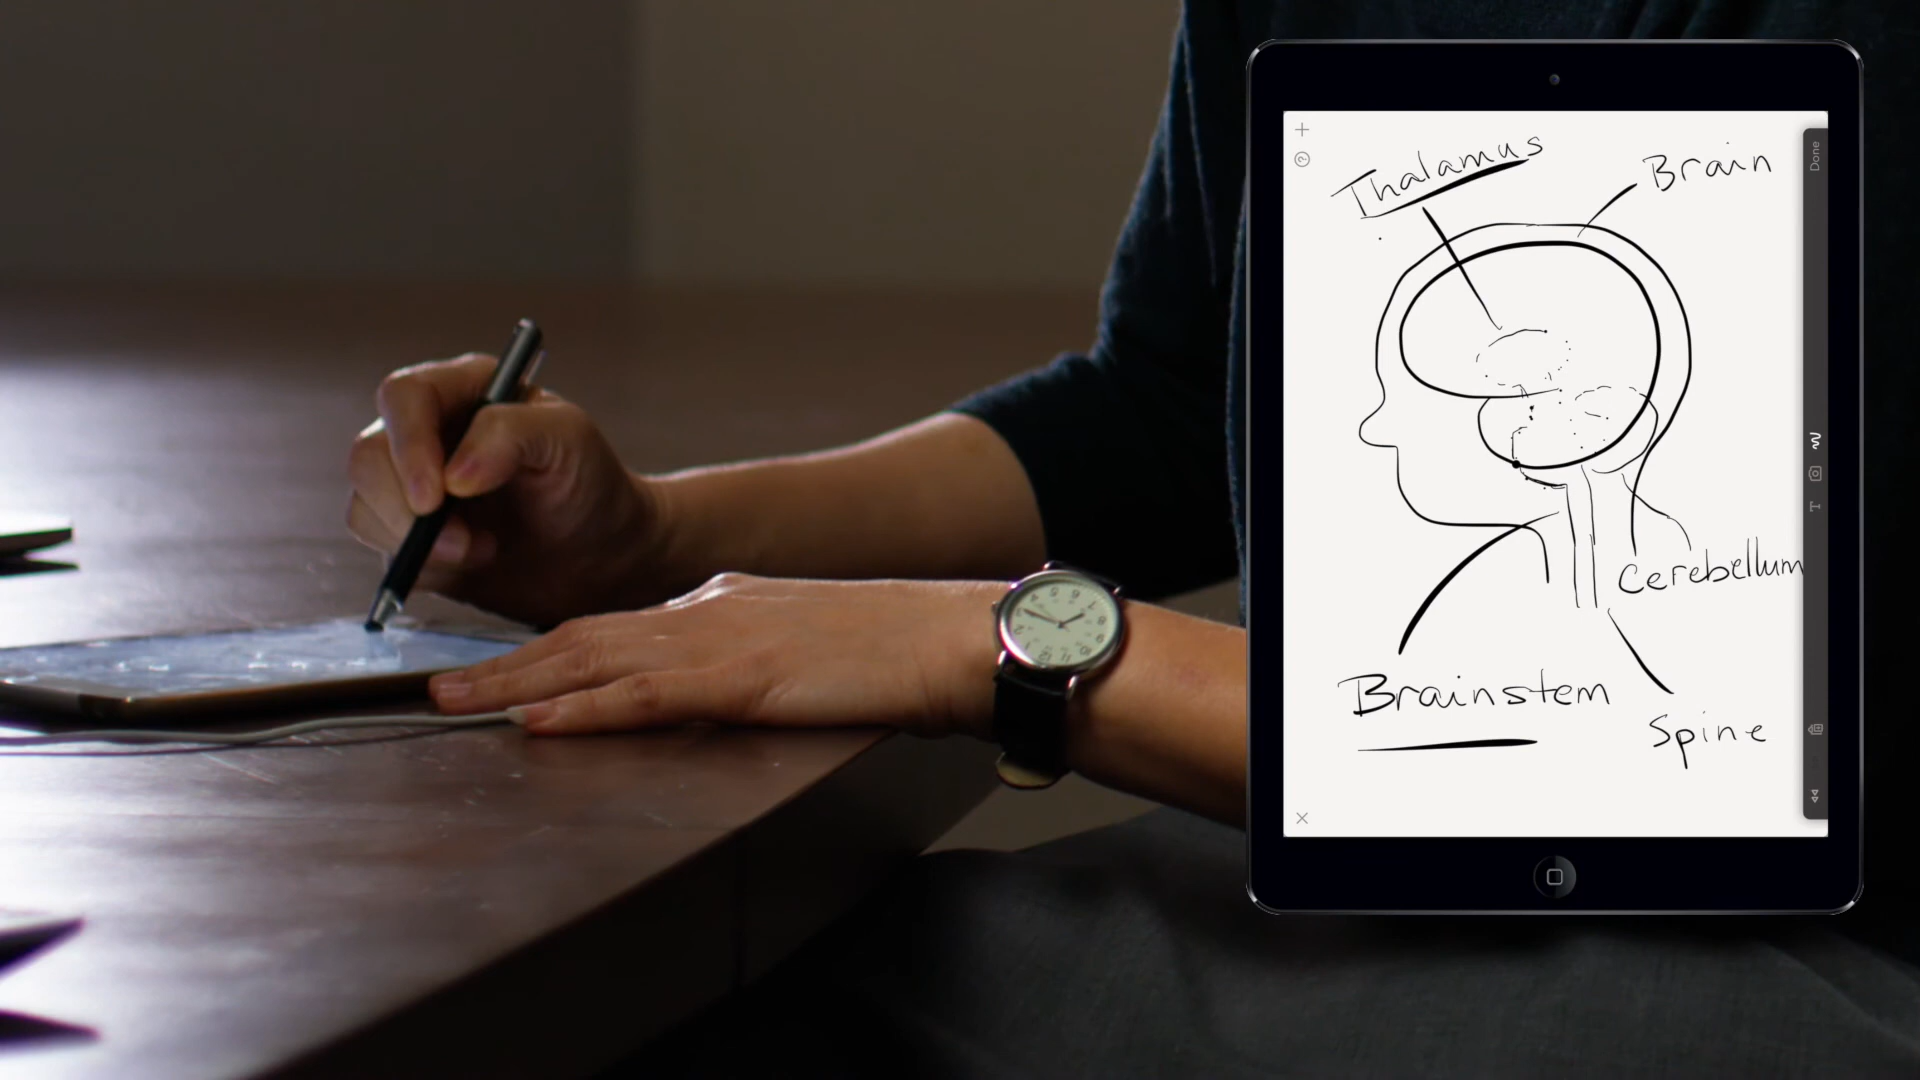 Thalamus
Brain
Done
T
Cerebellum
Brainstem
Spine